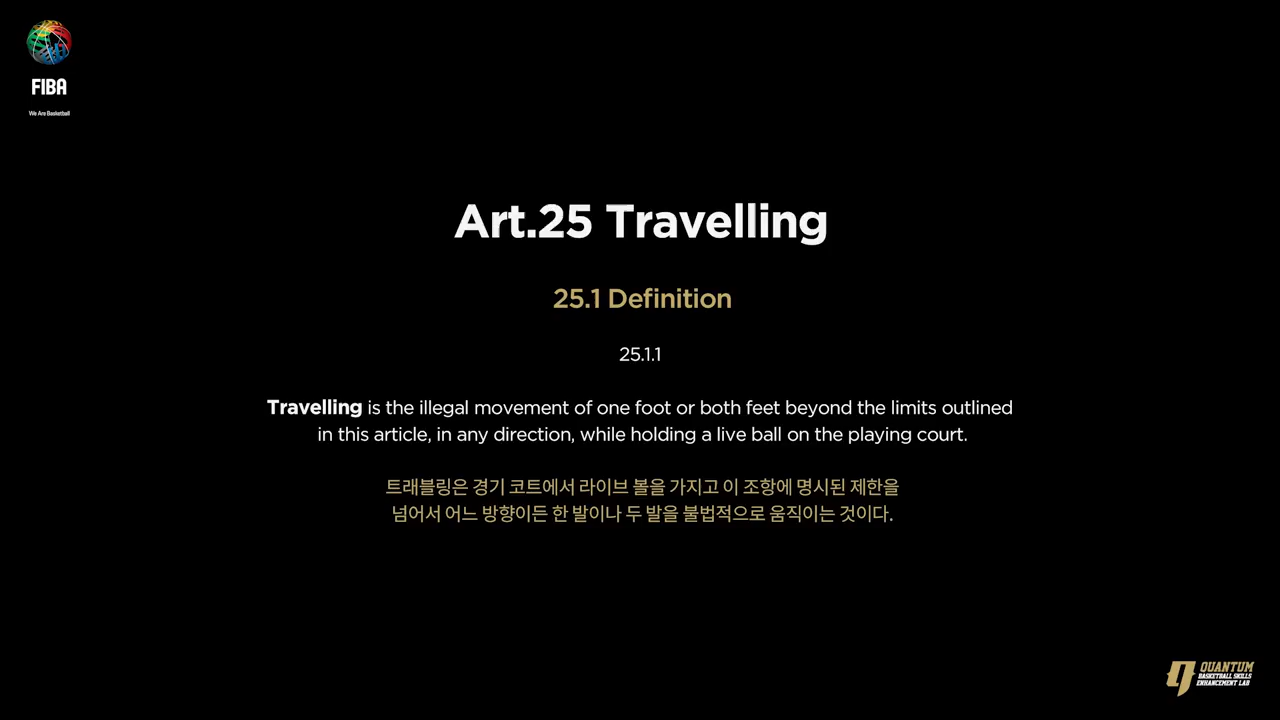 FIBA
We Are Basketball
Art.25 Travelling
25.1 Definition
25.1.1
Travelling is the illegal movement of one foot or both feet beyond the limits outlined
in this article, in any direction, while holding a live ball on the playing court.
트래블링은 경기 코트에서 라이브 볼을 가지고 이 조항에 명시된 제한을
넘어서 어느 방향이든 한 발이나 두 발을 불법적으로 움직이는 것이다.
QUANTUM
BASKETBALL SKILLS
ENHANCEMENT LAB